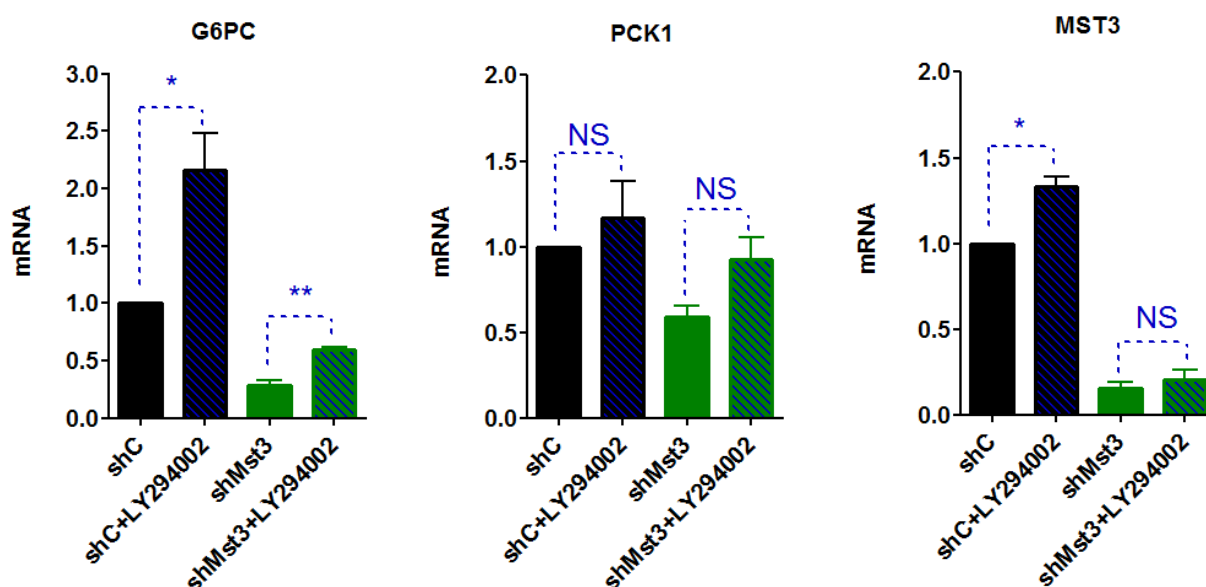 G6PC
mRNA
3.0
2.5
2.0
1.5
1.0
0.5
0.0
*
**
shC
shC+LY294002
shMst3
shMst3+LY294002
PCK1
mRNA
2.0
1.5
1.0
0.5
0.0
NS
NS
shC
shC+LY294002
shMst3
shMst3+LY294002
MST3
mRNA
2.0
1.5
1.0
0.5
0.0
*
NS
shC
shC+LY294002
shMst3
shMst3+LY294002